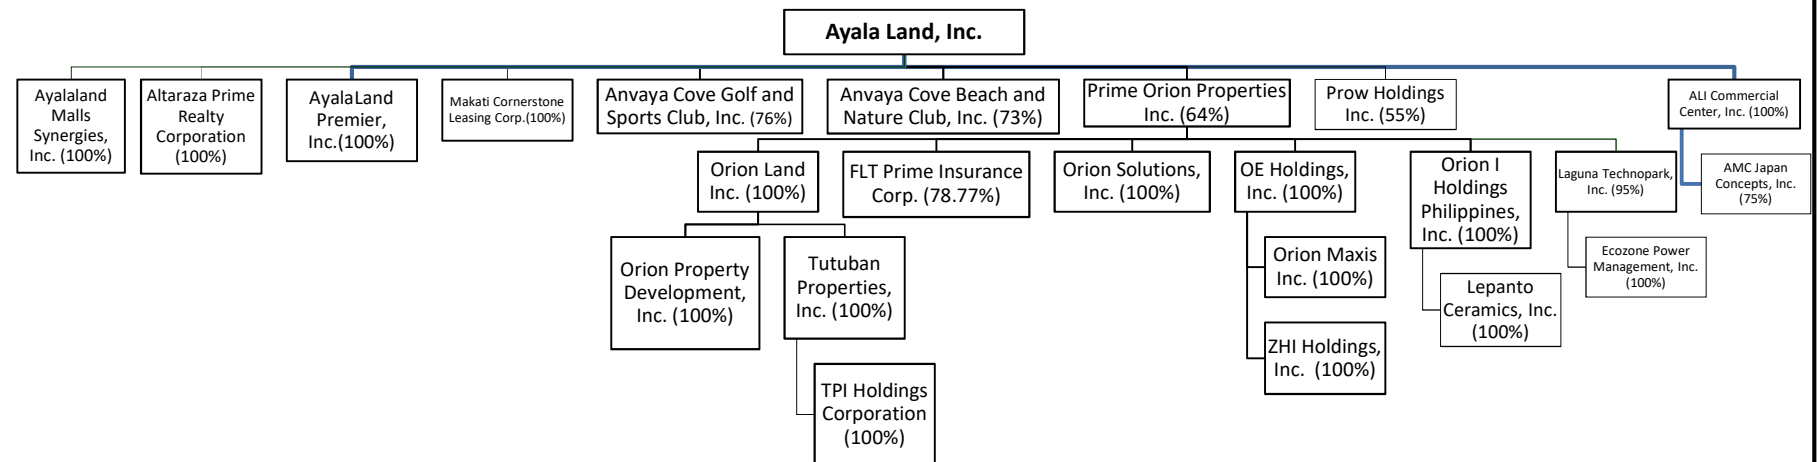 Ayala Land, Inc.
Ayalaland
Malls
Synergies,
Inc. (100%)
Altaraza Prime
Realty
Corporation
(100%)
AyalaLand
Premier,
Inc.(100%)
Makati Cornerstone
Leasing Corp.(100%)
Anvaya Cove Golf and
Sports Club, Inc. (76%)
Anvaya Cove Beach and
Nature Club, Inc. (73%)
Prime Orion Properties
Inc. (64%)
Prow Holdings
Inc. (55%)
ALI Commercial
Center, Inc. (100%)
Orion Land
Inc. (100%)
FLT Prime Insurance
Corp. (78.77%)
Orion Solutions,
Inc. (100%)
OE Holdings,
Inc. (100%)
Orion I
Holdings
Philippines,
Inc. (100%)
Laguna Technopark,
Inc. (95%)
AMC Japan
Concepts, Inc.
(75%)
Orion Property
Development,
Inc. (100%)
Tutuban
Properties,
Inc. (100%)
Orion Maxis
Inc. (100%)
Lepanto
Ceramics, Inc.
(100%)
Ecozone Power
Management, Inc.
(100%)
ZHI Holdings,
Inc. (100%)
TPI Holdings
Corporation
(100%)